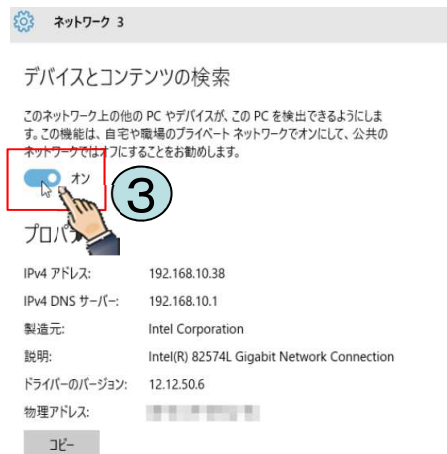 ネットワーク 3
デバイスとコンテンツの検索
このネットワーク上の他の PC やデバイスが、この PC を検出できるようにしま
す。この機能は、自宅や職場のプライベート ネットワークでオンにして、公共の
ネットワークではオフにすることをお勧めします。
オン
③
プロパ
IPv4 アドレス: 192.168.10.38
IPv4 DNS サーバー: 192.168.10.1
製造元: Intel Corporation
説明: Intel(R) 82574L Gigabit Network Connection
ドライバーのバージョン: 12.12.50.6
物理アドレス:
コピー